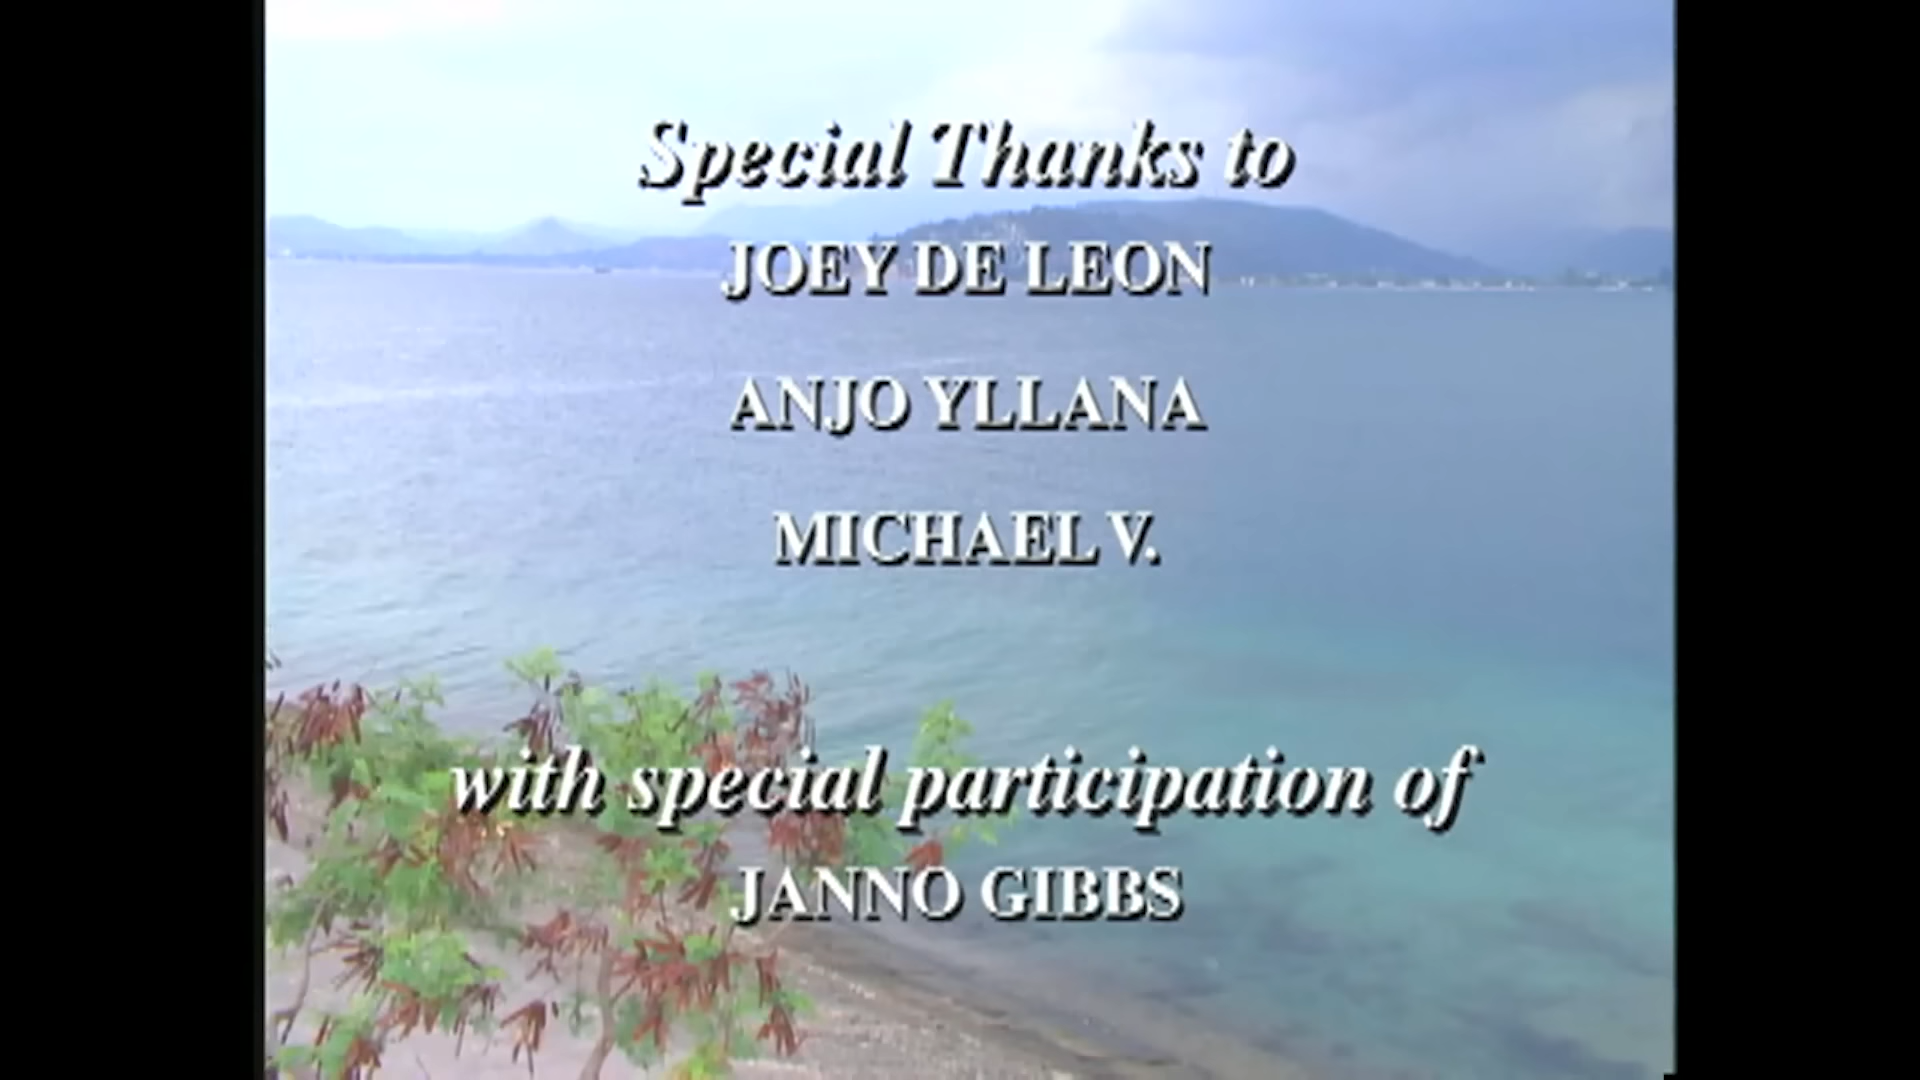 Special Thanks to
JOEY DE LEON
ANJO YLLANA
MICHAEL V.
with special participation of
JANNO GIBBS